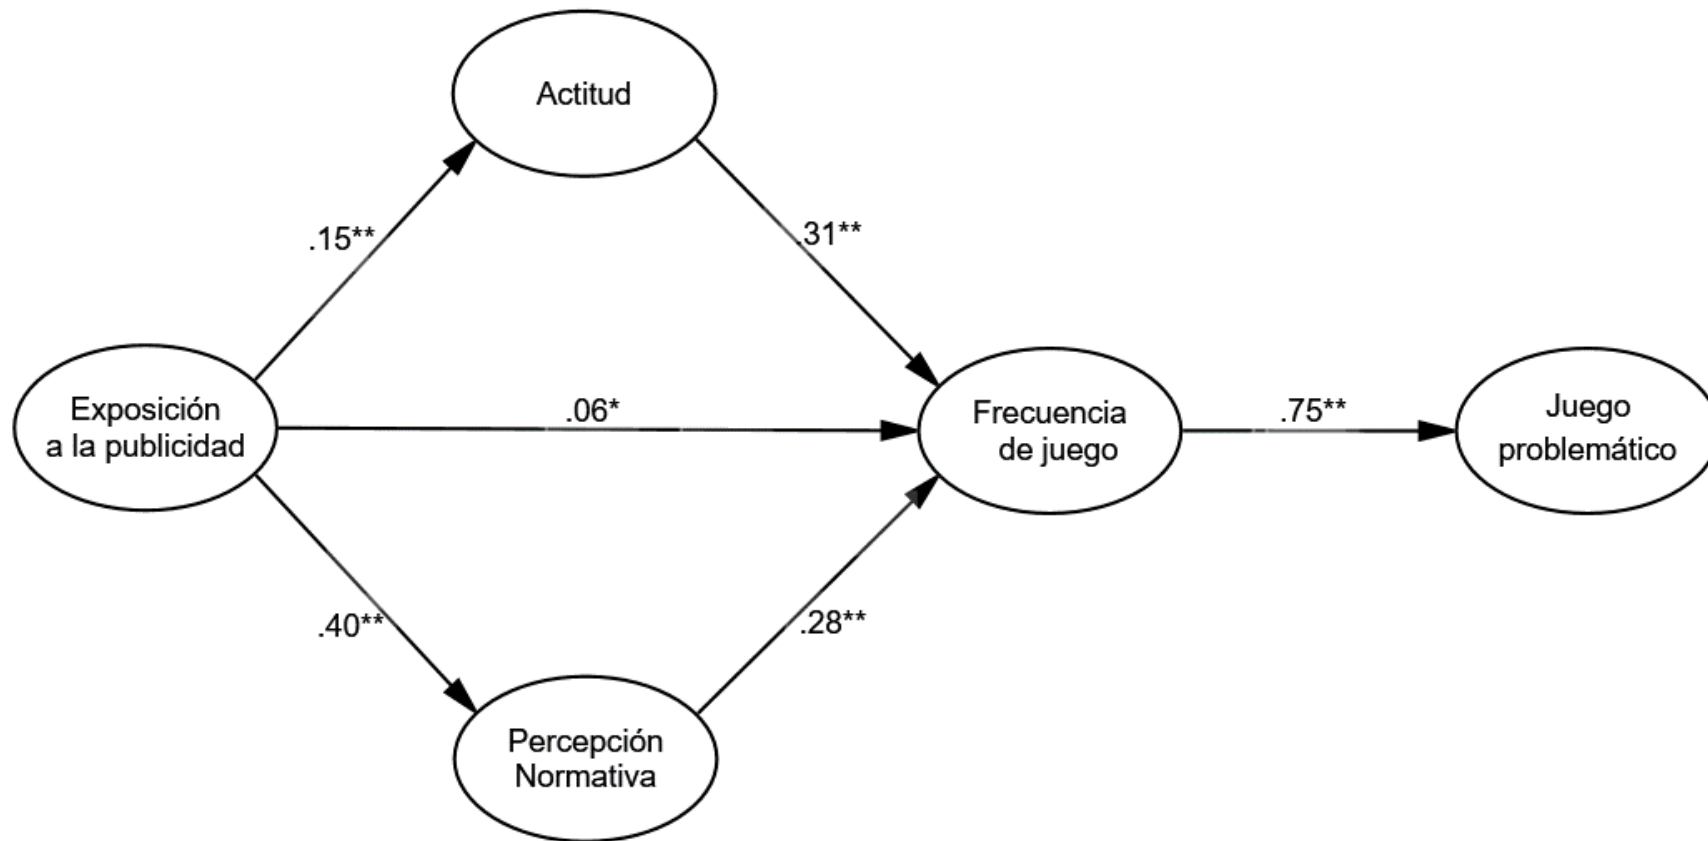 Actitud
.15**
.31**
Exposición
a la publicidad
.06*
Frecuencia
de juego
.75**
Juego
problemático
.40**
.28**
Percepción
Normativa